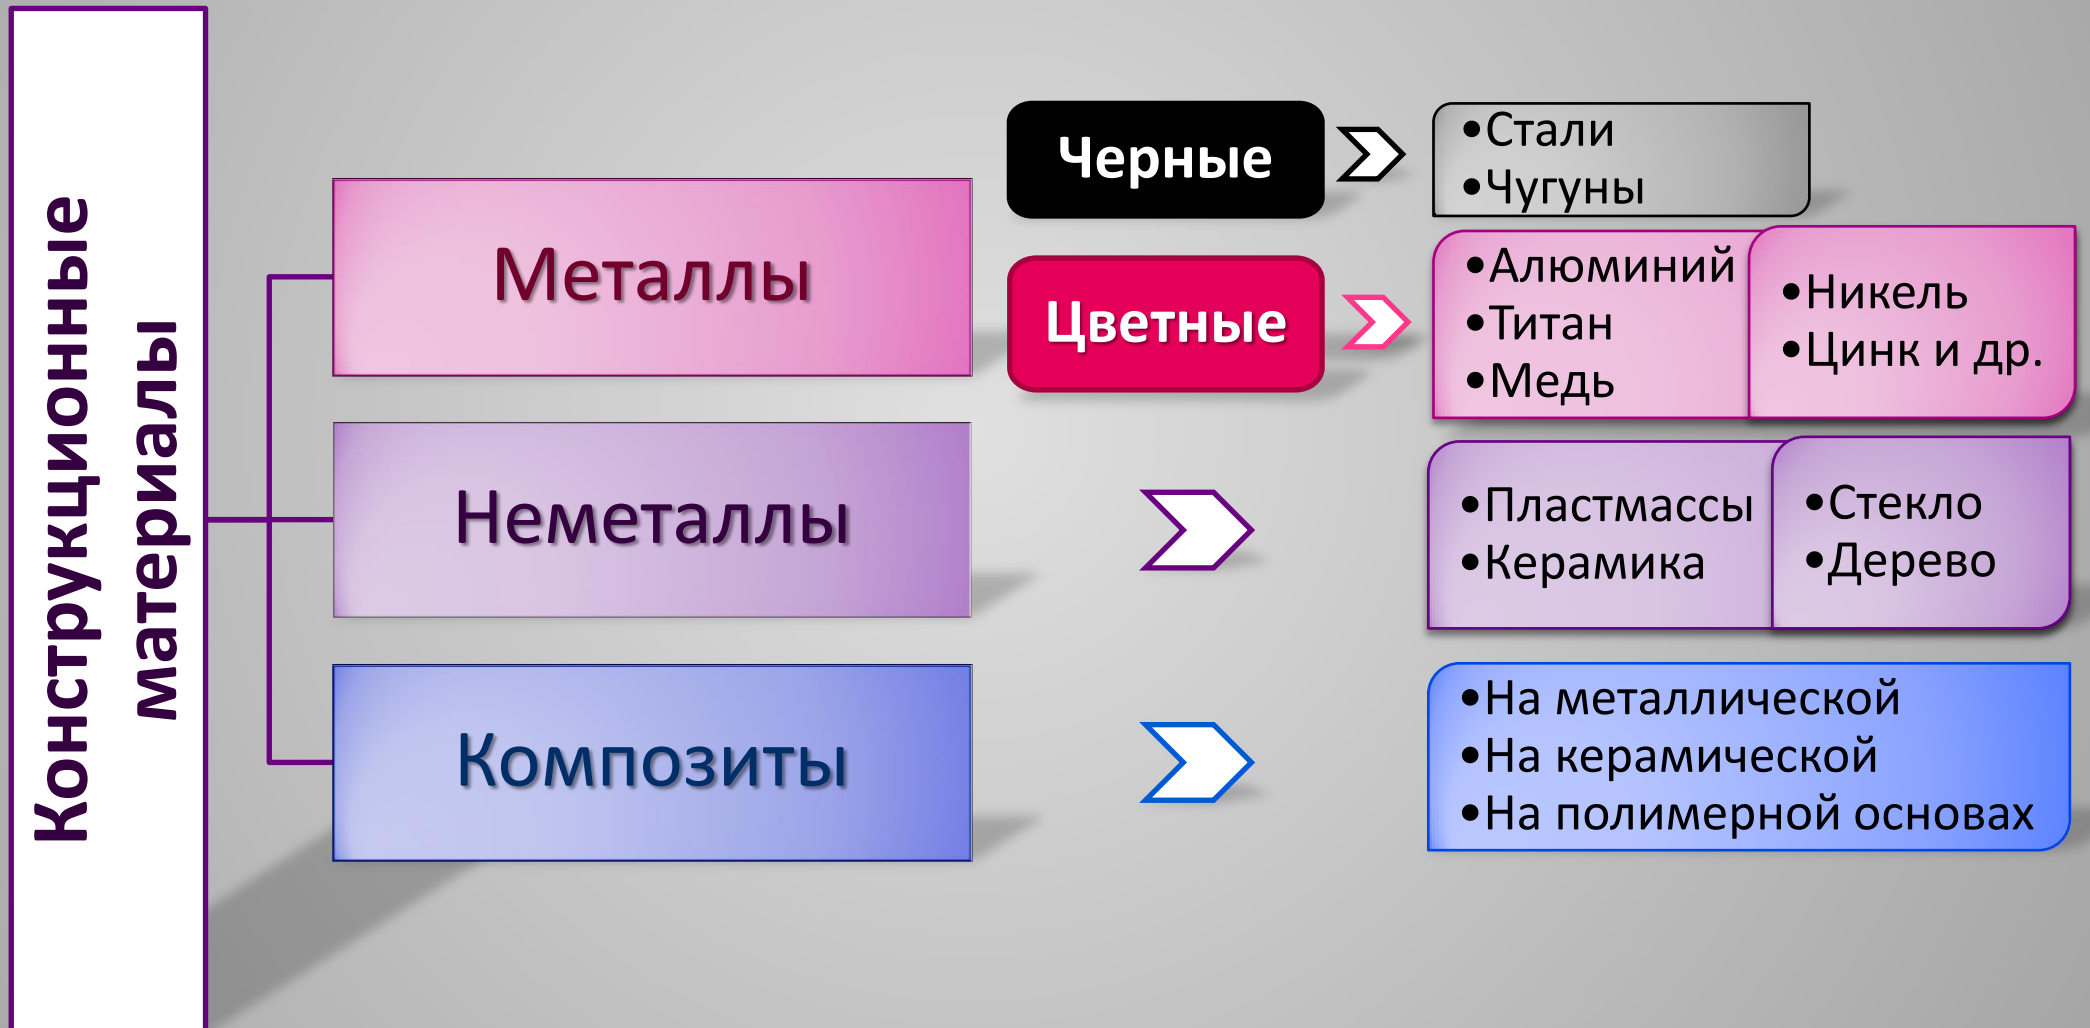 Конструкционные
материалы
Металлы
Черные
•Стали
•Чугуны
Цветные
•Алюминий
•Титан
•Медь
•Никель
•Цинк и др.
Неметаллы
•Пластмассы
•Керамика
•Стекло
•Дерево
Композиты
•На металлической
•На керамической
•На полимерной основах